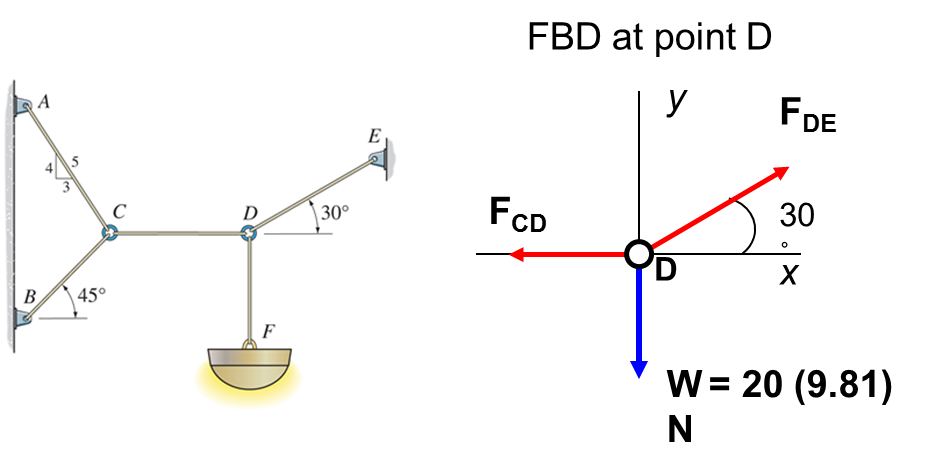 FBD at point D
A
4
5
3
C
B
45°
D
E
30°
F
y
F_DE
F_CD
30
°
D
x
W = 20 (9.81)
N